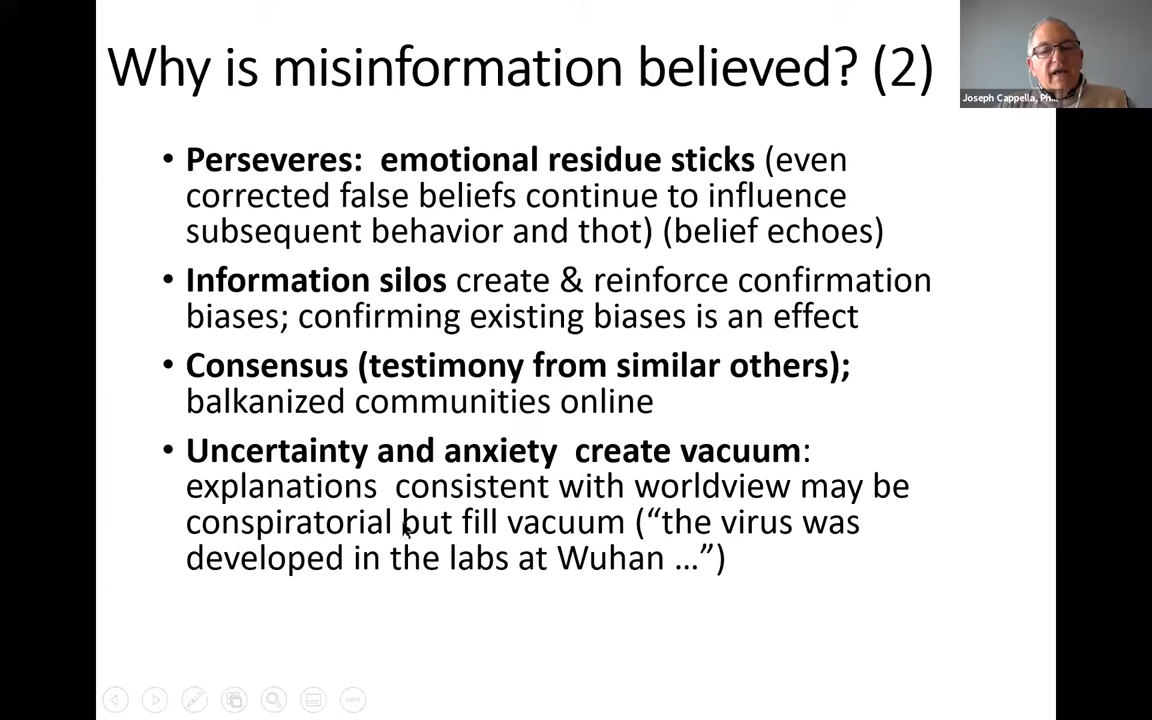 Why is misinformation believed? (2)
Joseph Cappella, Ph...
• Perseveres:  emotional residue sticks (even
corrected false beliefs continue to influence
subsequent behavior and thot) (belief echoes)
• Information silos create & reinforce confirmation
biases; confirming existing biases is an effect
• Consensus (testimony from similar others);
balkanized communities online
• Uncertainty and anxiety  create vacuum:
explanations  consistent with worldview may be
conspiratorial but fill vacuum (“the virus was
developed in the labs at Wuhan …”)